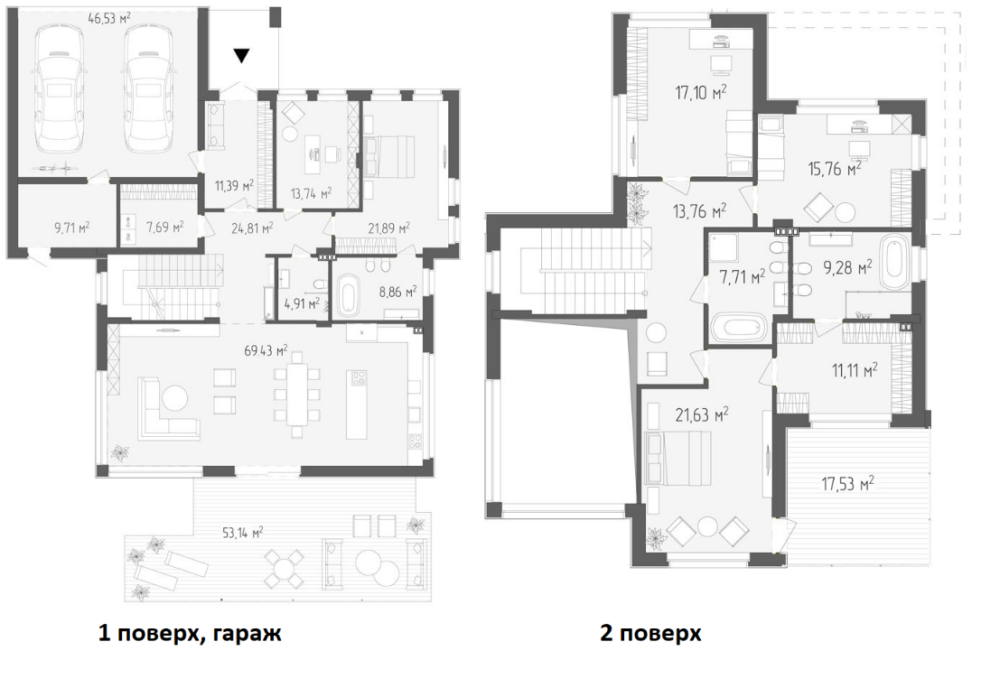 46,53 м²
11,39 м²
13,74 м²
21,89 м²
9,71 м²
7,69 м²
24,81 м²
4,91 м²
8,86 м²
69.43 м²
53,14 м²
1 поверх, гараж
17,10 м²
15,76 м²
13,76 м²
7,71 м²
9,28 м²
11,11 м²
21,63 м²
17,53 м²
2 поверх